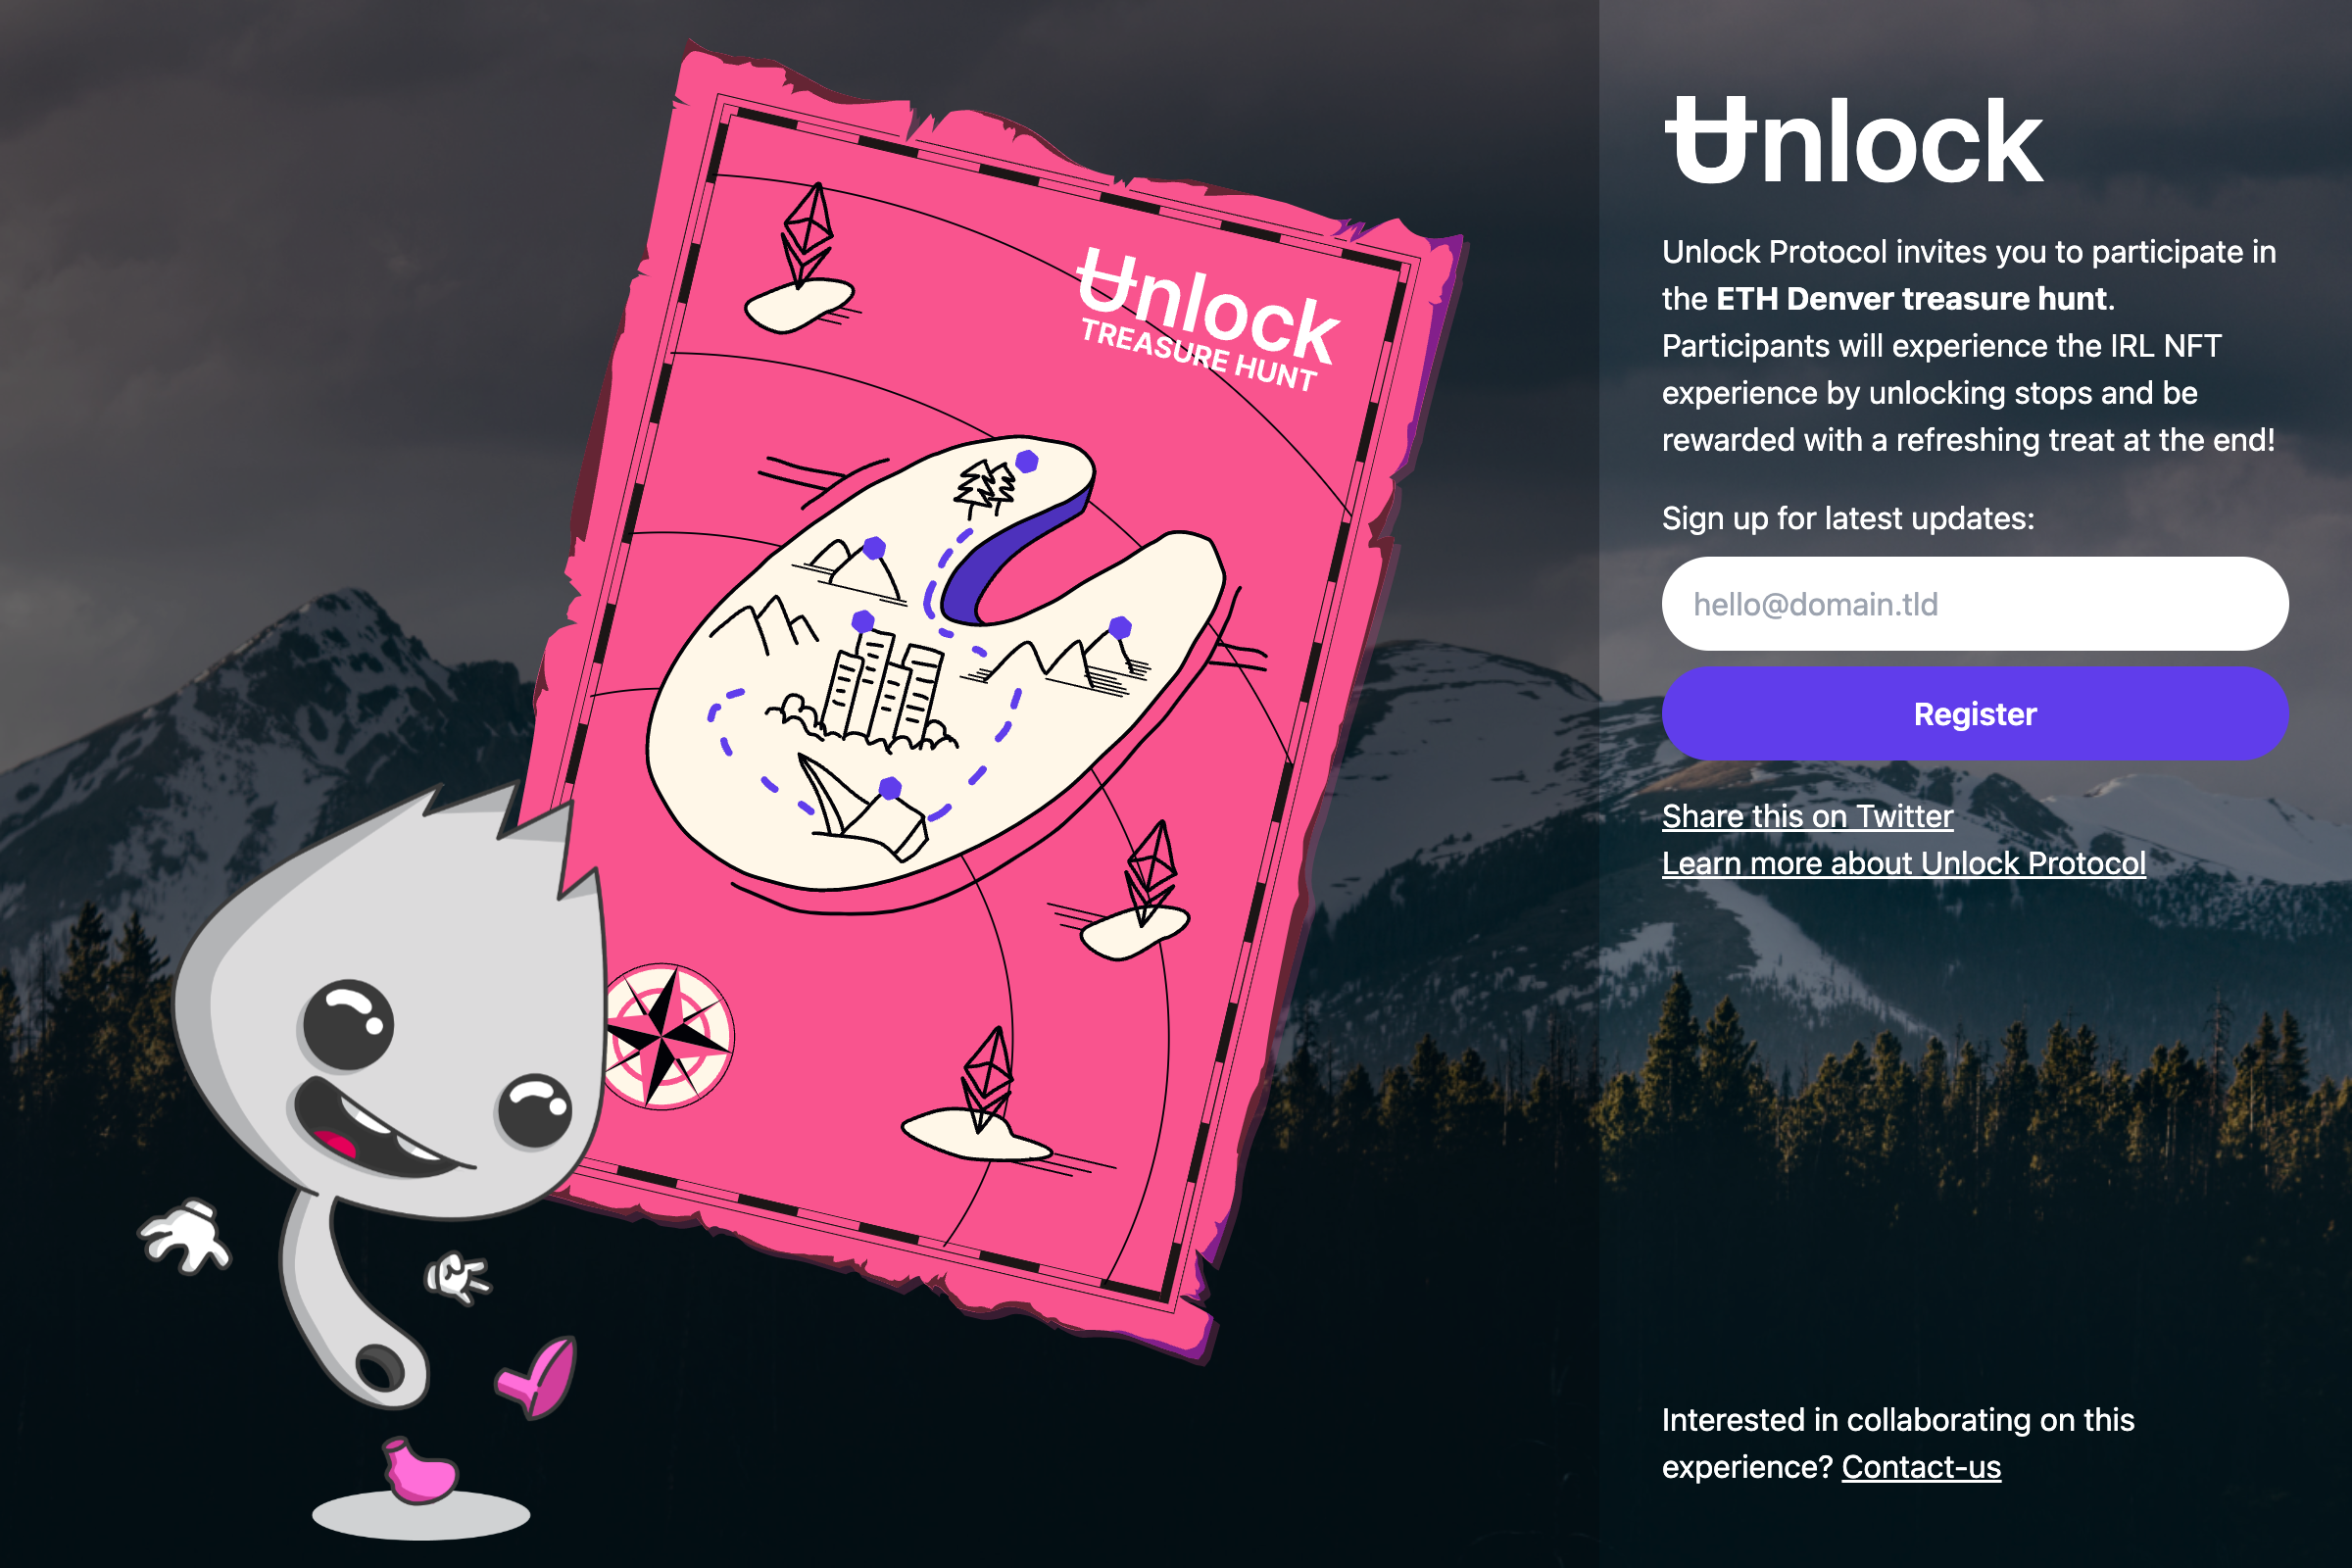 Unlock
TREASURE HUNT
Unlock
Unlock Protocol invites you to participate in
the ETH Denver treasure hunt.
Participants will experience the IRL NFT
experience by unlocking stops and be
rewarded with a refreshing treat at the end!
Sign up for latest updates:
hello@domain.tld
Register
Share this on Twitter
Learn more about Unlock Protocol
Interested in collaborating on this
experience? Contact-us